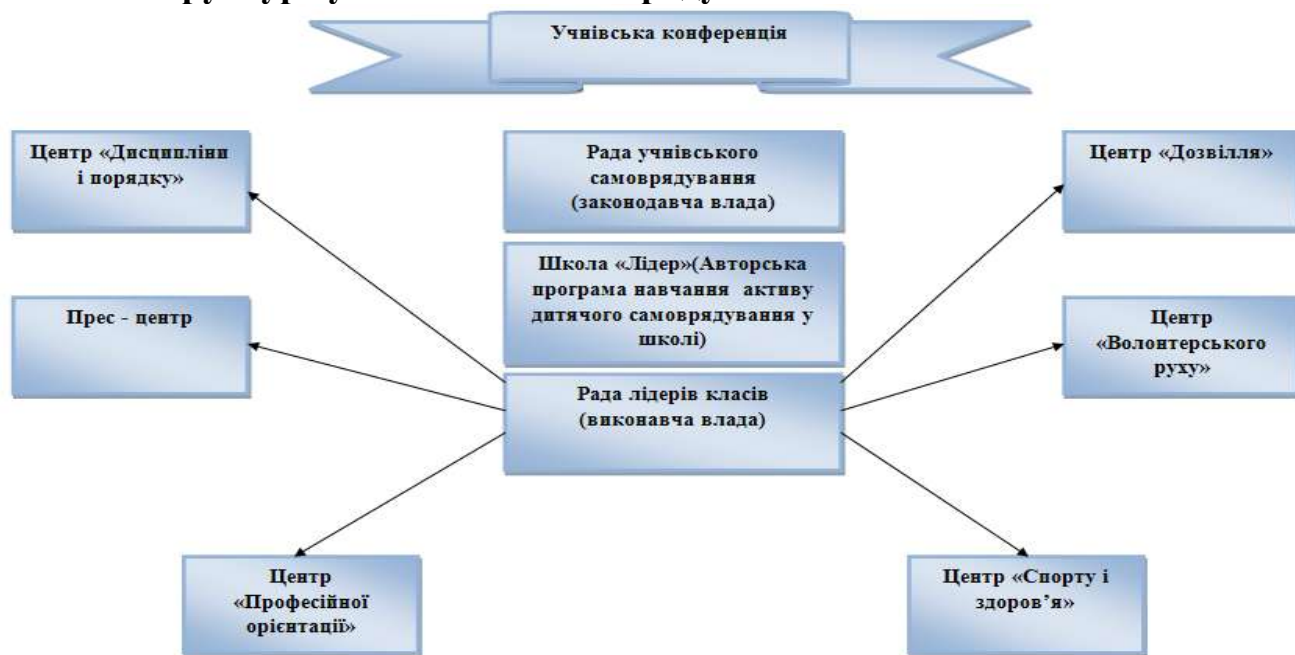 Учнівська конференція
Центр «Дисципліни
і порядку»
Рада учнівського
самоврядування
(законодавча влада)
Центр «Дозвілля»
Школа «Лідер»(Авторська
програма навчання активу
дитячого самоврядування у
школі)
Прес - центр
Центр
«Волонтерського
руху»
Рада лідерів класів
(виконавча влада)
Центр
«Професійної
орієнтації»
Центр «Спорту і
здоров’я»